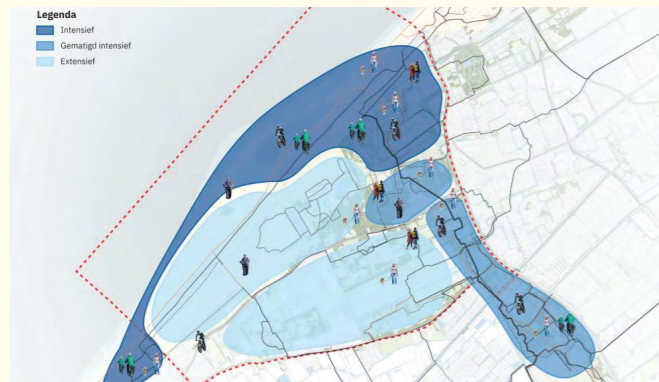 Legenda
Intensief
Gematigd intensief
Extensief